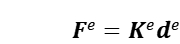 Fᵉ = Kᵉdᵉ